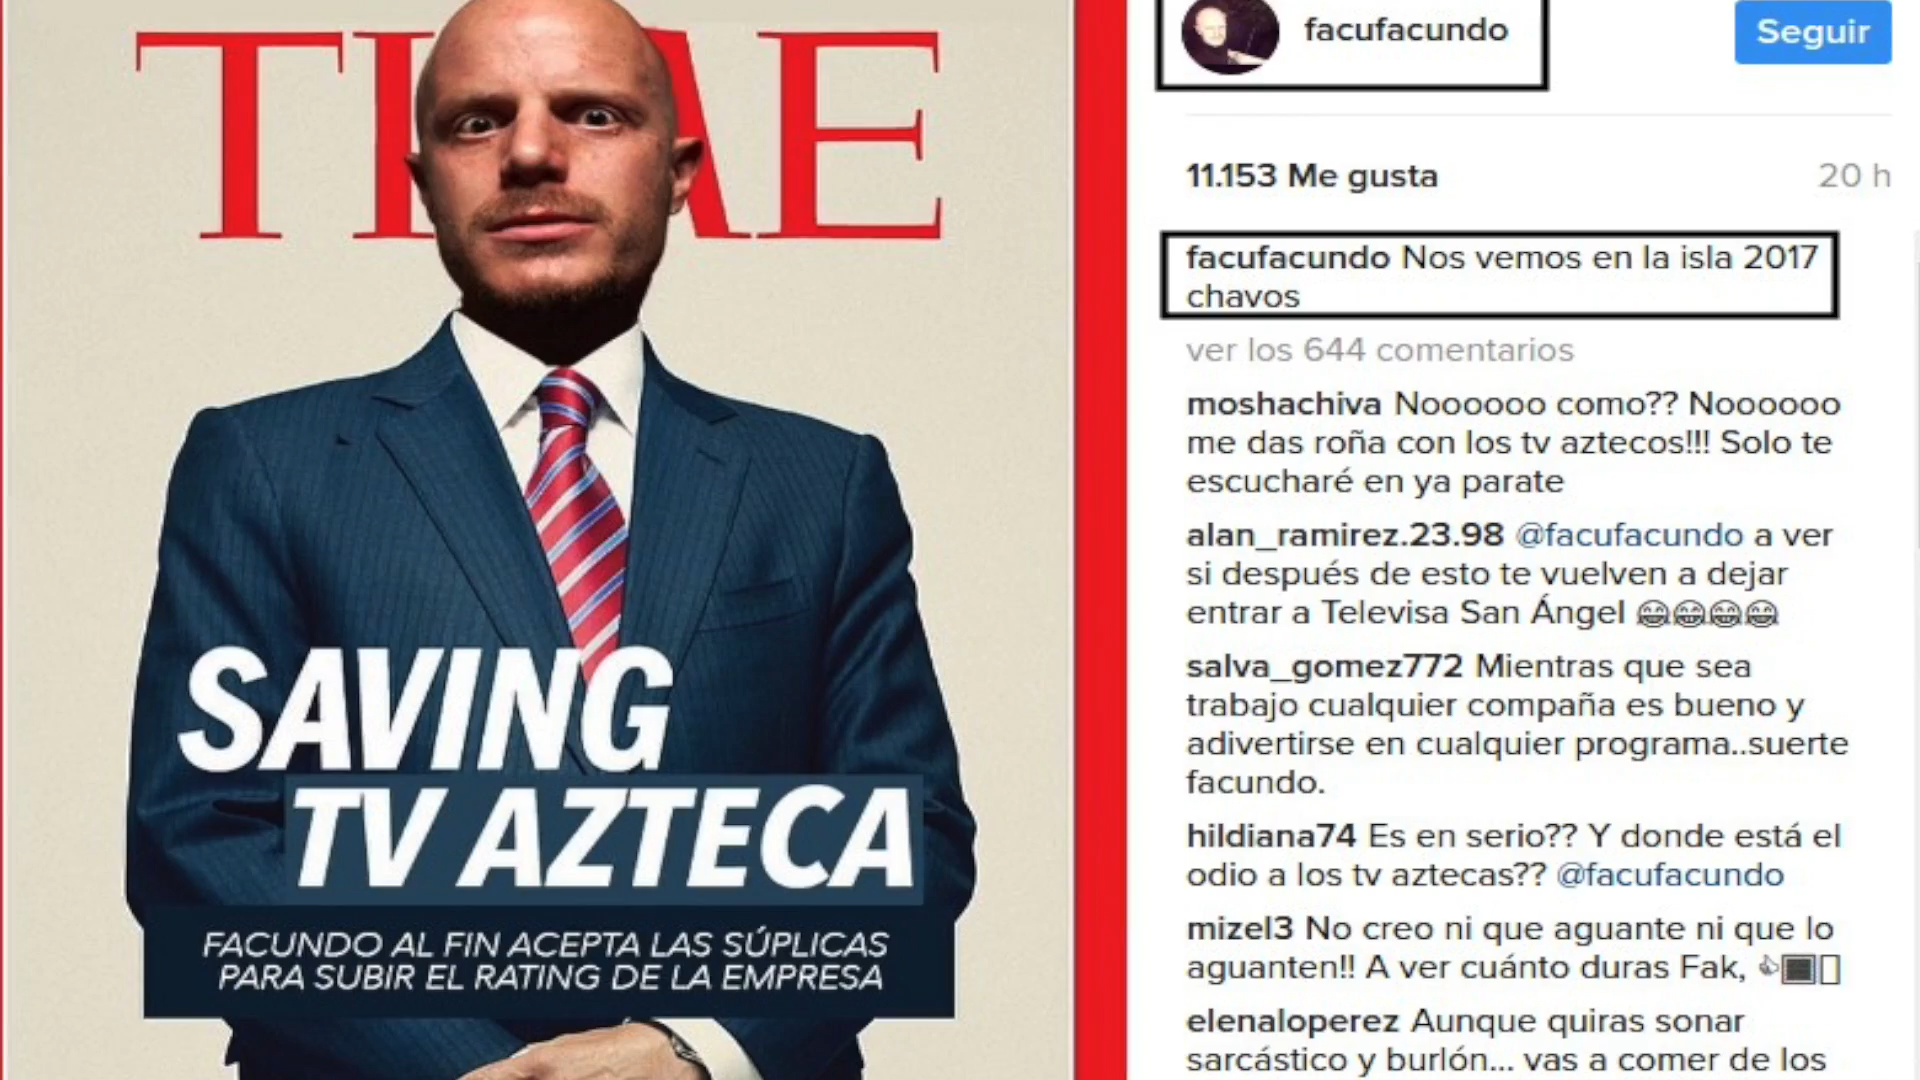 TIME
SAVING
TV AZTECA
FACUNDO AL FIN ACEPTA LAS SÚPLICAS
PARA SUBIR EL RATING DE LA EMPRESA
facufacundo
Seguir
11.153 Me gusta
20 h
facufacundo Nos vemos en la isla 2017
chavos
ver los 644 comentarios
moshachiva Noooooo como?? Noooooo
me das roña con los tv aztecos!!! Solo te
escucharé en ya parate
alan_ramirez.23.98 @facufacundo a ver
si después de esto te vuelven a dejar
entrar a Televisa San Ángel 😂😂😂😂
salva_gomez772 Mientras que sea
trabajo cualquier compaña es bueno y
adivertirse en cualquier programa..suerte
facundo.
hildiana74 Es en serio?? Y donde está el
odio a los tv aztecas?? @facufacundo
mizel3 No creo ni que aguante ni que lo
aguanten!! A ver cuánto duras Fak,
elenaloperez Aunque quiras sonar
sarcástico y burlón... vas a comer de los